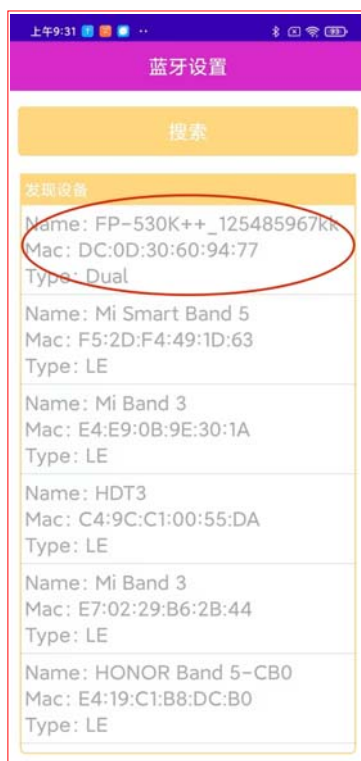 上午9:31
93
蓝牙设置
搜索
发现设备
Name: FP-530K++_125485967kk
Mac: DC:0D:30:60:94:77
Type: Dual
Name: Mi Smart Band 5
Mac: F5:2D:F4:49:1D:63
Type: LE
Name: Mi Band 3
Mac: E4:E9:0B:9E:30:1A
Type: LE
Name: HDT3
Mac: C4:9C:C1:00:55:DA
Type: LE
Name: Mi Band 3
Mac: E7:02:29:B6:2B:44
Type: LE
Name: HONOR Band 5-CB0
Mac: E4:19:C1:B8:DC:B0
Type: LE